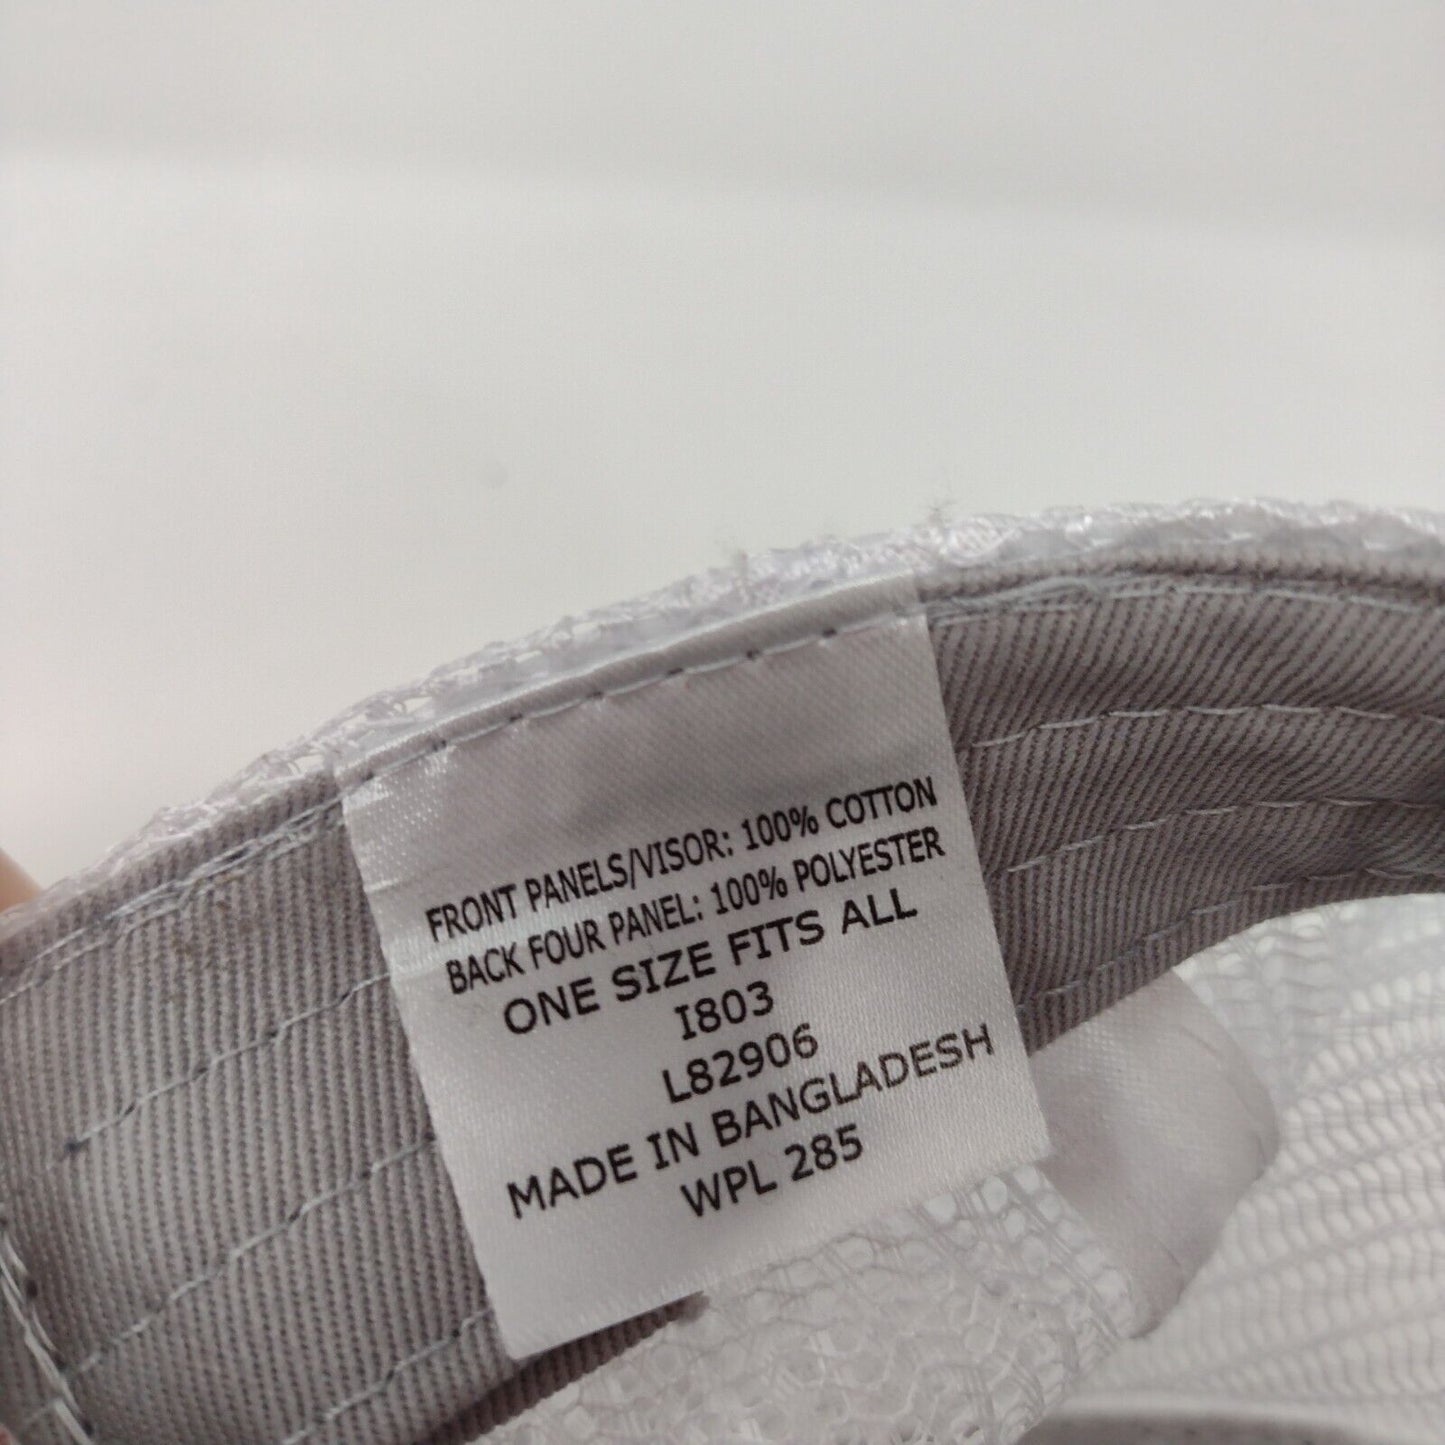 FRONT PANELS/VISOR: 100% COTTON
BACK FOUR PANEL: 100% POLYESTER
ONE SIZE FITS ALL
I803
L82906
MADE IN BANGLADESH
WPL 285